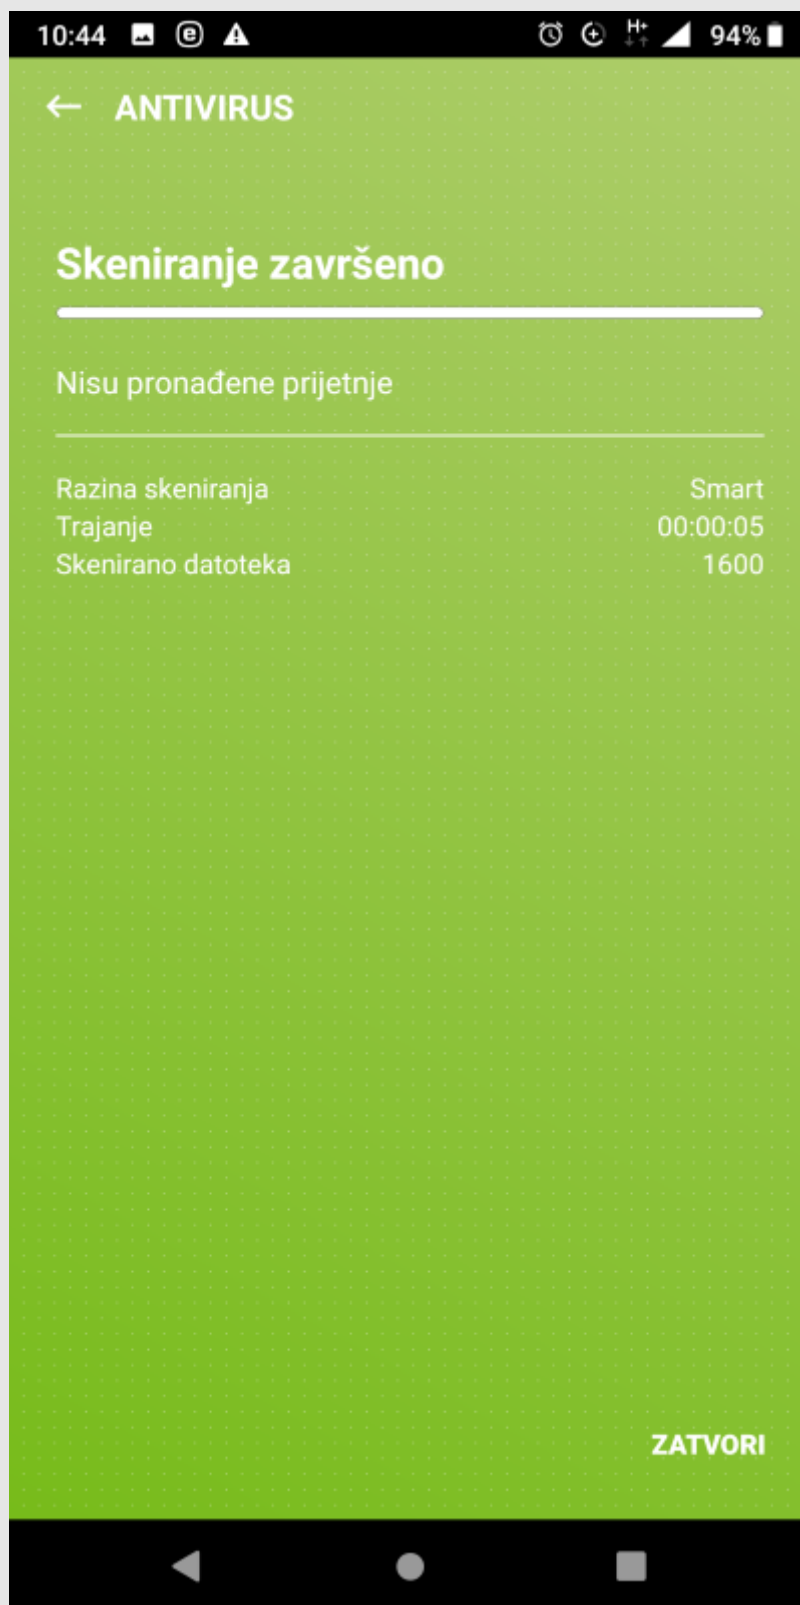 10:44 H+ 94%
ANTIVIRUS
Skeniranje završeno
Nisu pronađene prijetnje
Razina skeniranja Smart
Trajanje 00:00:05
Skenirano datoteka 1600
ZATVORI